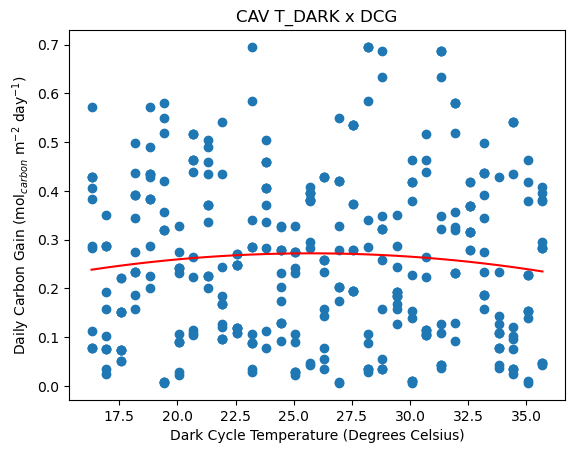 CAV T_DARK x DCG
Daily Carbon Gain (mol_carbon m⁻² day⁻¹)
0.7
0.6
0.5
0.4
0.3
0.2
0.1
0.0
17.5 20.0 22.5 25.0 27.5 30.0 32.5 35.0
Dark Cycle Temperature (Degrees Celsius)